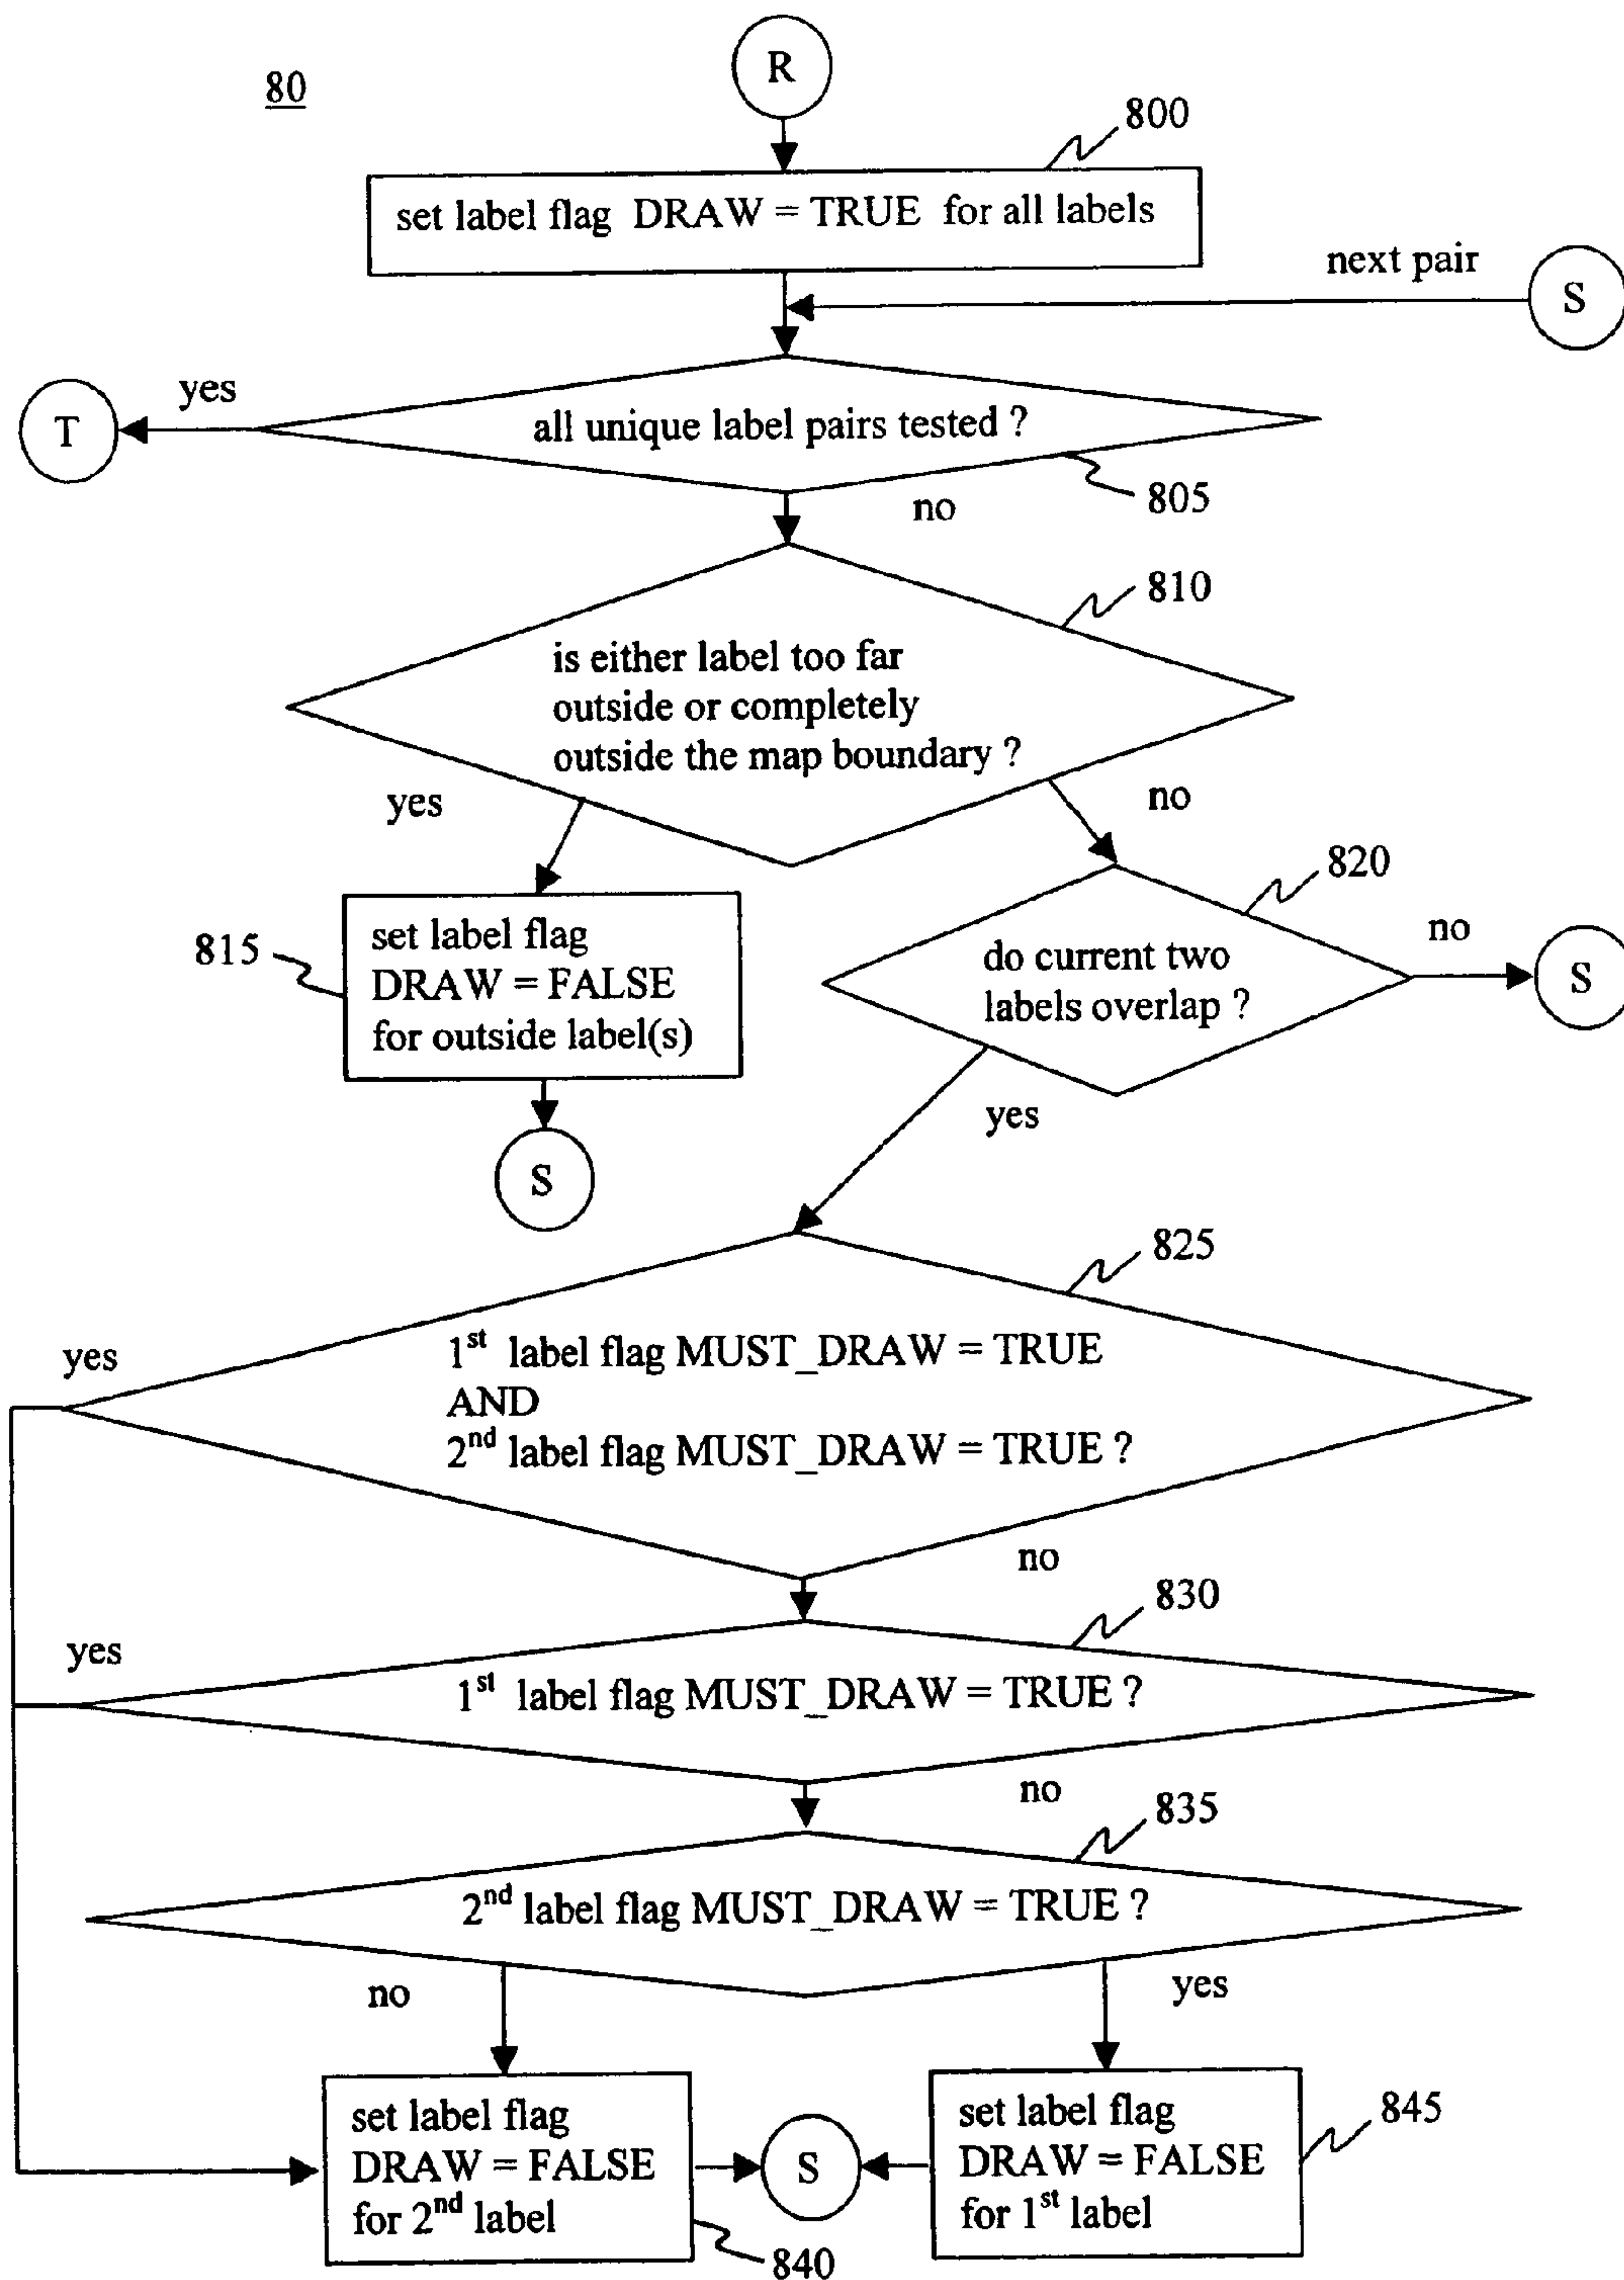 80
R
800
set label flag DRAW = TRUE for all labels
next pair
S
yes
T
all unique label pairs tested ?
805
no
810
is either label too far
outside or completely
outside the map boundary ?
yes
no
820
815
set label flag
DRAW = FALSE
for outside label(s)
do current two
labels overlap ?
no
S
yes
S
825
yes
1st label flag MUST_DRAW = TRUE
AND
2nd label flag MUST_DRAW = TRUE ?
no
830
yes
1st label flag MUST_DRAW = TRUE ?
no
835
2nd label flag MUST_DRAW = TRUE ?
no
yes
set label flag
DRAW = FALSE
for 2nd label
840
S
set label flag
DRAW = FALSE
for 1st label
845